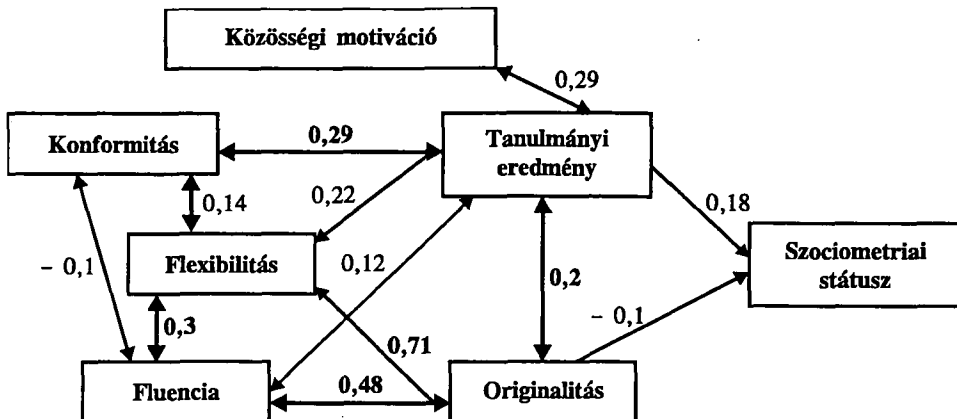 Közösségi motiváció
0,29
Konformitás
0,29
Tanulmányi
eredmény
0,14
0,22
0,18
Flexibilitás
Szociometriai
státusz
– 0,1
0,12
0,2
0,3
– 0,1
0,71
Fluencia
0,48
Originalitás